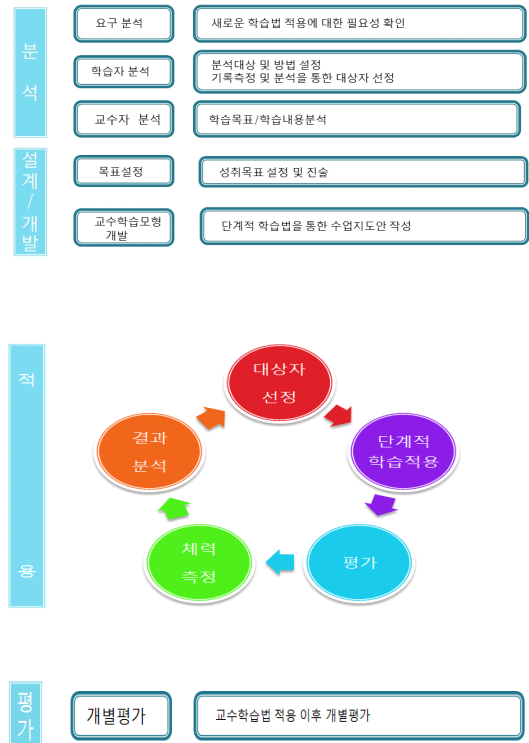 분
석
요구 분석
새로운 학습법 적용에 대한 필요성 확인
학습자 분석
분석대상 및 방법 설정
기록측정 및 분석을 통한 대상자 선정
교수자 분석
학습목표/학습내용분석
설
계
/
개
발
목표설정
성취목표 설정 및 진술
교수학습모형
개발
단계적 학습법을 통한 수업지도안 작성
적
용
대상자
선정
단계적
학습적용
평가
체력
측정
결과
분석
평
가
개별평가
교수학습법 적용 이후 개별평가